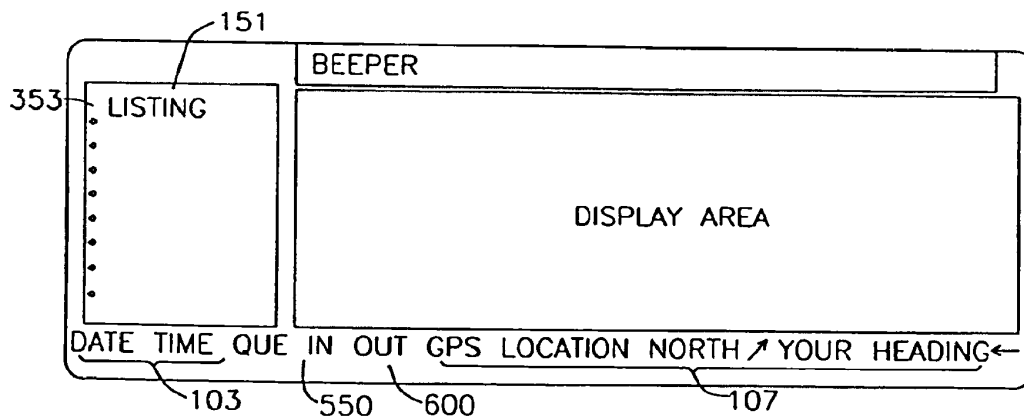 151
BEEPER
353 LISTING
DISPLAY AREA
DATE TIME QUE IN OUT GPS LOCATION NORTH ↗ YOUR HEADING ←
103 550 600 107